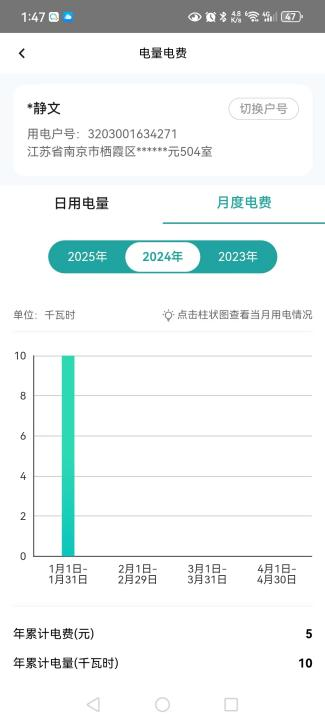 1:47
4.8 K/s 4G 47
电量电费
*静文
切换户号
用电户号：3203001634271
江苏省南京市栖霞区******元504室
日用电量
月度电费
2025年
2024年
2023年
单位：千瓦时
点击柱状图查看当月用电情况
10
8
6
4
2
0
1月1日-
1月31日
2月1日-
2月29日
3月1日-
3月31日
4月1日-
4月30日
年累计电费(元)
5
年累计电量(千瓦时)
10